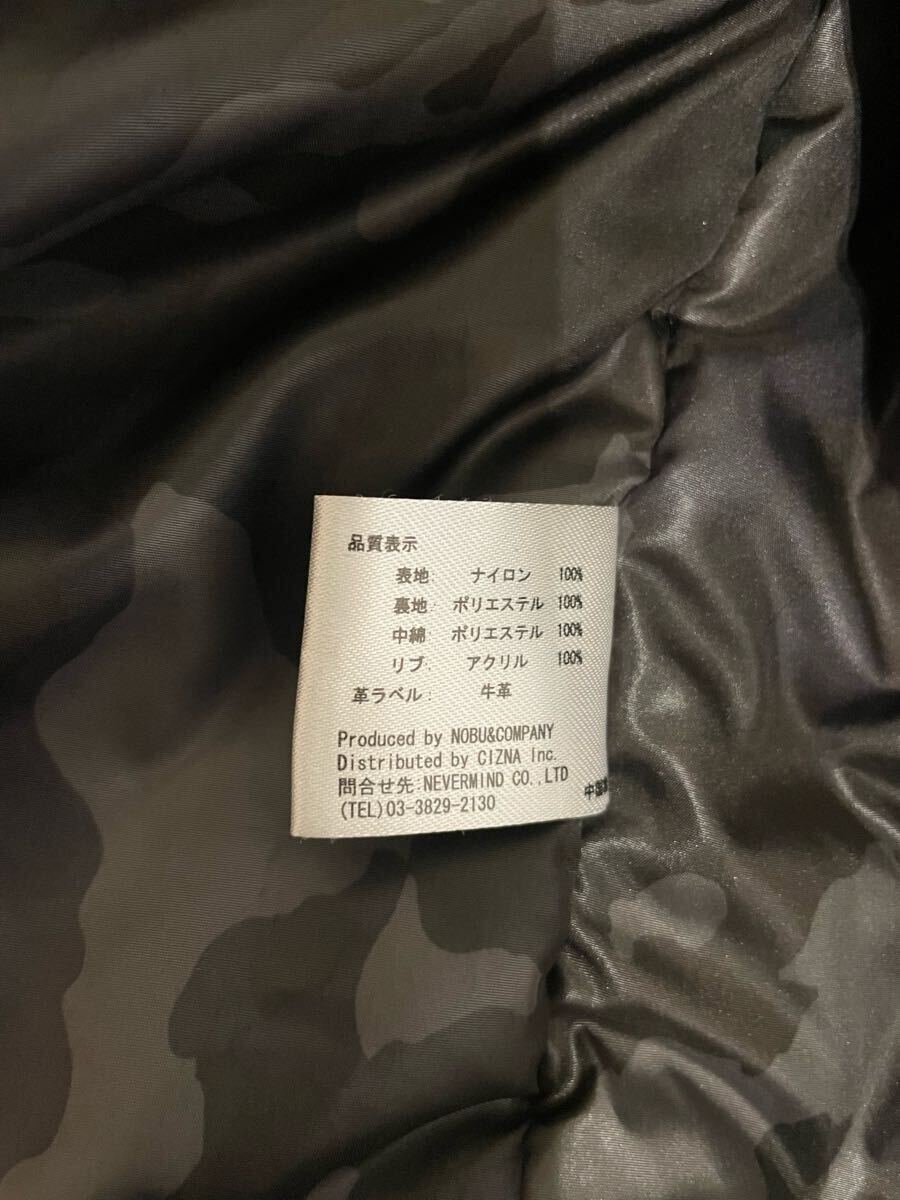 品質表示
表地: ナイロン 100%
裏地: ポリエステル 100%
中綿 ポリエステル 100%
リブ: アクリル 100%
革ラベル: 牛革
Produced by NOBU&COMPANY
Distributed by CIZNA Inc.
問合せ先:NEVERMIND CO.,LTD
(TEL)03-3829-2130